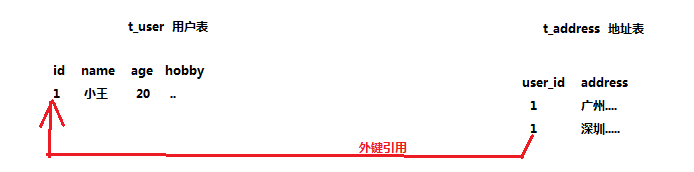 t_user 用户表
id name age hobby
1 小王 20 ..
t_address 地址表
user_id address
1 广州....
1 深圳.....
外键引用